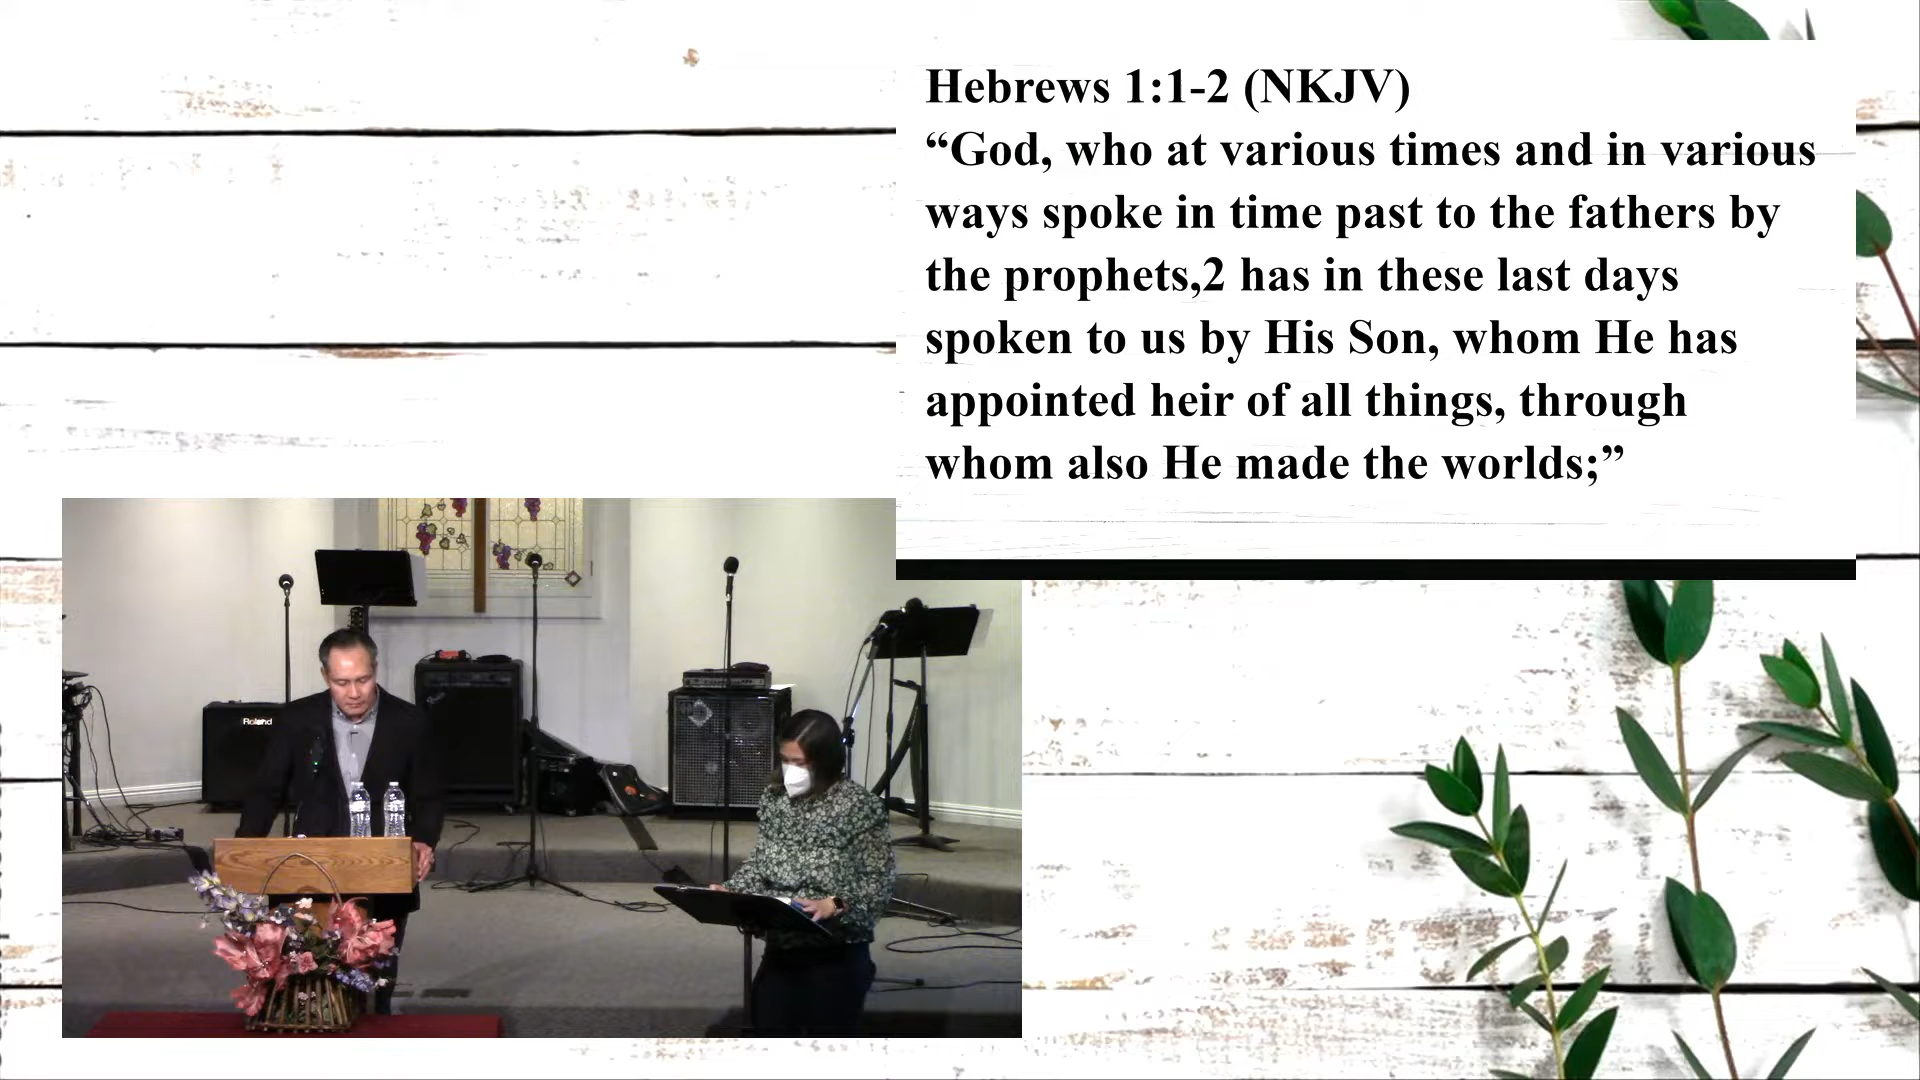 Hebrews 1:1-2 (NKJV)
“God, who at various times and in various
ways spoke in time past to the fathers by
the prophets,2 has in these last days
spoken to us by His Son, whom He has
appointed heir of all things, through
whom also He made the worlds;”
Roland